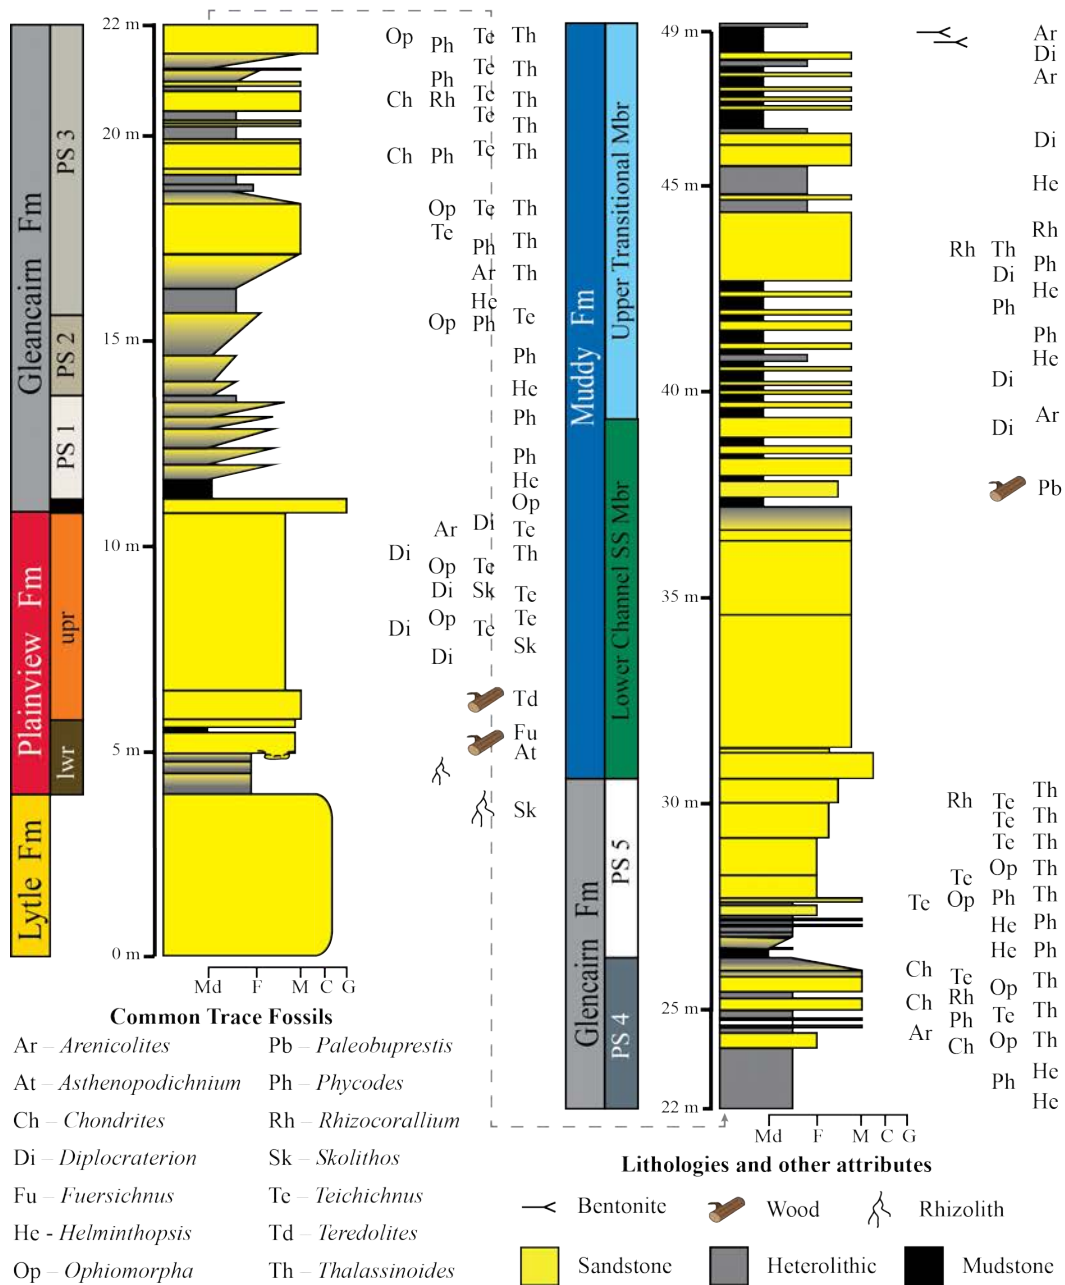 22 m
20 m
15 m
10 m
5 m
0 m
Gleancairn Fm
PS 3
PS 2
PS 1
Plainview Fm
upr
lwr
Lytle Fm
Md F M C G
Op Ph Te Th
Ph Te Th
Ch Rh Te Th
Te Th
Ch Ph Te Th
Op Te Th
Te Ph Th
Ar Th
He
Op Ph Te
Ph
He
Ph
Ph
He
Op
Ar Di Te
Di Th
Op Te
Di Sk Te
Op Te
Di Te
Sk
Di
Td
Fu
At
Sk
49 m
45 m
40 m
35 m
30 m
25 m
22 m
Muddy Fm
Upper Transitional Mbr
Lower Channel SS Mbr
Glencairn Fm
PS 5
PS 4
Md F M C G
Ar
Di
Ar
Di
He
Rh
Rh Th
Ph
Di
He
Ph
Ph
He
Di
Ar
Di
Pb
Th
Rh Te
Te Th
Te Th
Op Th
Te
Te Op Ph Th
He Ph
He Ph
Ch Te Op Th
Ch Rh
Ph Te Th
Ar Ch Op Th
He
Ph
He
Common Trace Fossils
Ar – Arenicolites
Pb – Paleobuprestis
At – Asthenopodichnium
Ph – Phycodes
Ch – Chondrites
Rh – Rhizocorallium
Di – Diplocraterion
Sk – Skolithos
Fu – Fuersichnus
Te – Teichichnus
He - Helminthopsis
Td – Teredolites
Op – Ophiomorpha
Th – Thalassinoides
Lithologies and other attributes
Bentonite
Wood
Rhizolith
Sandstone
Heterolithic
Mudstone